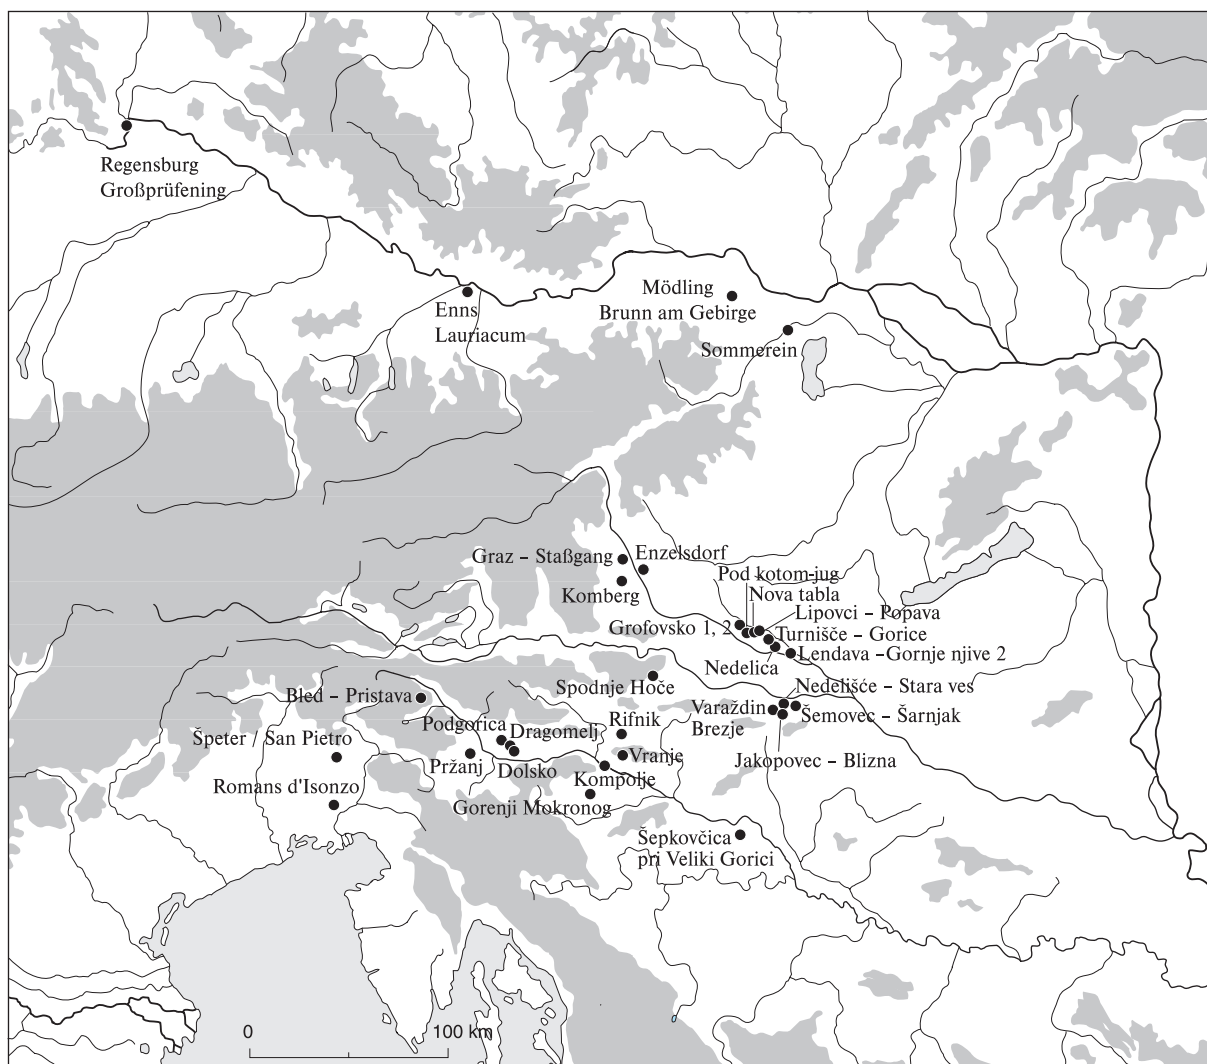 Regensburg
Großprüfening
Mödling
Brunn am Gebirge
Enns
Lauriacum
Sommerein
Graz – Staßgang
Enzelsdorf
Pod kotom-jug
Komberg
Nova tabla
Lipovci – Popava
Grofovsko 1, 2
Turnišče – Gorice
Lendava –Gornje njive 2
Nedelica
Spodnje Hoče
Nedelišće – Stara ves
Bled – Pristava
Varaždin
Brezje
Šemovec – Šarnjak
Podgorica
Dragomelj
Rifnik
Špeter / San Pietro
Vranje
Jakopovec – Blizna
Pržanj
Dolsko
Kompolje
Romans d'Isonzo
Gorenji Mokronog
Šepkovčica
pri Veliki Gorici
0
100 km